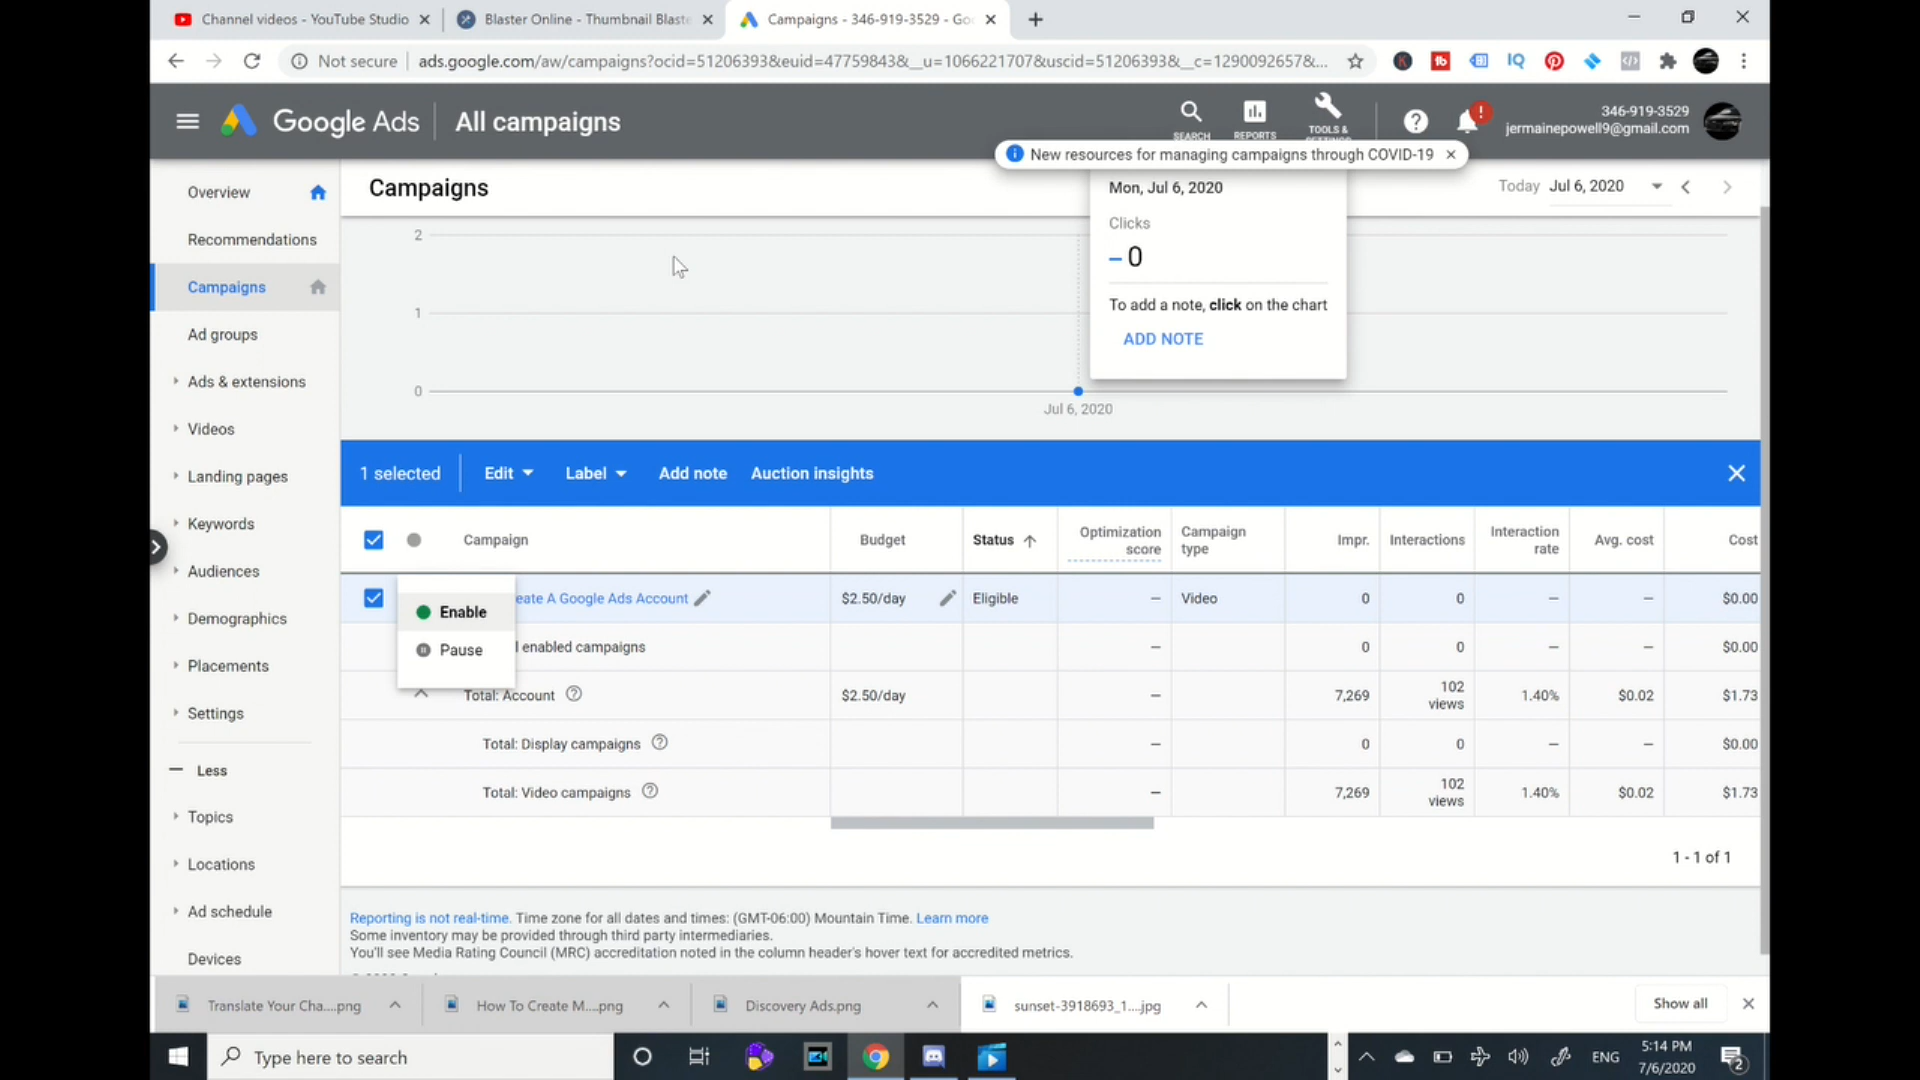 Channel videos - YouTube Studio
Blaster Online - Thumbnail Blaste
Campaigns - 346-919-3529 - Goo
Not secure
ads.google.com/aw/campaigns?ocid=51206393&euid=47759843&__u=1066221707&uscid=51206393&__c=1290092657&...
Google Ads
All campaigns
SEARCH
REPORTS
TOOLS &
SETTINGS
346-919-3529
jermainepowell9@gmail.com
New resources for managing campaigns through COVID-19
Overview
Recommendations
Campaigns
Ad groups
Ads & extensions
Videos
Landing pages
Keywords
Audiences
Demographics
Placements
Settings
Less
Topics
Locations
Ad schedule
Devices
Campaigns
Today Jul 6, 2020
2
1
0
Jul 6, 2020
Mon, Jul 6, 2020
Clicks
– 0
To add a note, click on the chart
ADD NOTE
1 selected
Edit
Label
Add note
Auction insights
Campaign
Budget
Status
Optimization
score
Campaign
type
Impr.
Interactions
Interaction
rate
Avg. cost
Cost
eate A Google Ads Account
$2.50/day
Eligible
–
Video
0
0
–
–
$0.00
Enable
Pause
l enabled campaigns
–
0
0
–
–
$0.00
Total: Account
$2.50/day
–
7,269
102
views
1.40%
$0.02
$1.73
Total: Display campaigns
–
0
0
–
–
$0.00
Total: Video campaigns
–
7,269
102
views
1.40%
$0.02
$1.73
1 - 1 of 1
Reporting is not real-time. Time zone for all dates and times: (GMT-06:00) Mountain Time. Learn more
Some inventory may be provided through third party intermediaries.
You'll see Media Rating Council (MRC) accreditation noted in the column header's hover text for accredited metrics.
Translate Your Cha....png
How To Create M....png
Discovery Ads.png
sunset-3918693_1....jpg
Show all
Type here to search
ENG
5:14 PM
7/6/2020
2